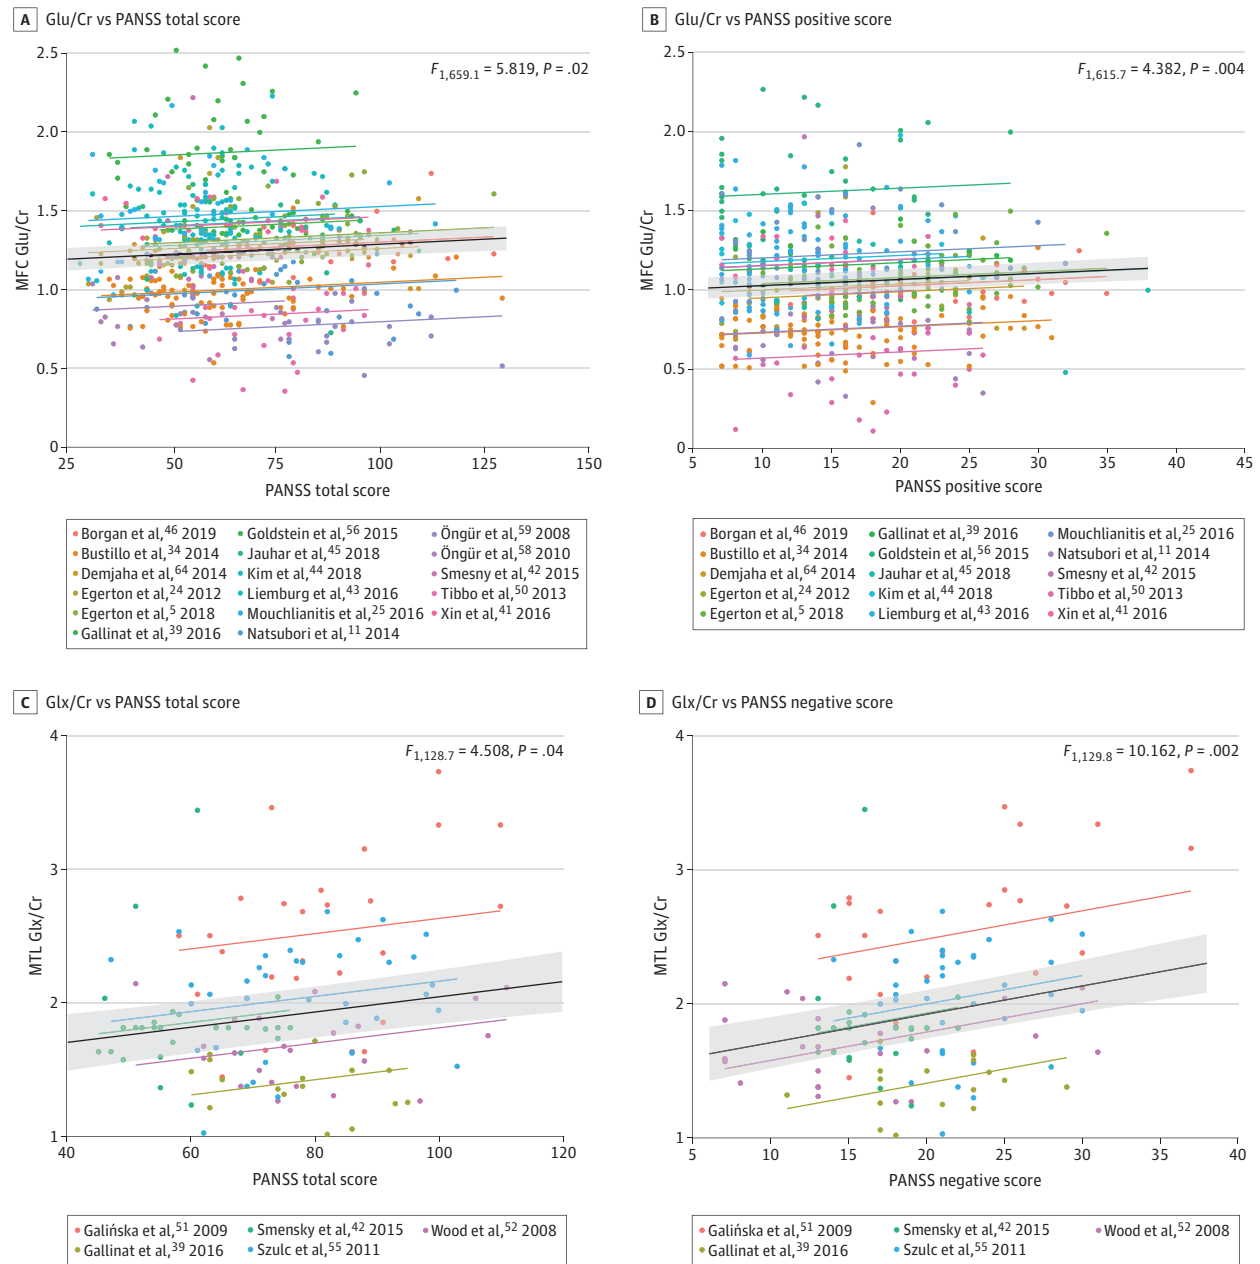 A Glu/Cr vs PANSS total score
F1,659.1 = 5.819, P = .02
2.5
2.0
1.5
1.0
0.5
0
MFC Glu/Cr
25 50 75 100 125 150
PANSS total score
Borgan et al,46 2019 Goldstein et al,56 2015 Öngür et al,59 2008
Bustillo et al,34 2014 Jauhar et al,45 2018 Öngür et al,58 2010
Demjaha et al,64 2014 Kim et al,44 2018 Smesny et al,42 2015
Egerton et al,24 2012 Liemburg et al,43 2016 Tibbo et al,50 2013
Egerton et al,5 2018 Mouchlianitis et al,25 2016 Xin et al,41 2016
Gallinat et al,39 2016 Natsubori et al,11 2014
B Glu/Cr vs PANSS positive score
F1,615.7 = 4.382, P = .004
2.5
2.0
1.5
1.0
0.5
0
MFC Glu/Cr
5 10 15 20 25 30 35 40 45
PANSS positive score
Borgan et al,46 2019 Gallinat et al,39 2016 Mouchlianitis et al,25 2016
Bustillo et al,34 2014 Goldstein et al,56 2015 Natsubori et al,11 2014
Demjaha et al,64 2014 Jauhar et al,45 2018 Smesny et al,42 2015
Egerton et al,24 2012 Kim et al,44 2018 Tibbo et al,50 2013
Egerton et al,5 2018 Liemburg et al,43 2016 Xin et al,41 2016
C Glx/Cr vs PANSS total score
F1,128.7 = 4.508, P = .04
4
3
2
1
MTL Glx/Cr
40 60 80 100 120
PANSS total score
Galińska et al,51 2009 Smensky et al,42 2015 Wood et al,52 2008
Gallinat et al,39 2016 Szulc et al,55 2011
D Glx/Cr vs PANSS negative score
F1,129.8 = 10.162, P = .002
4
3
2
1
MTL Glx/Cr
5 10 15 20 25 30 35 40
PANSS negative score
Galińska et al,51 2009 Smensky et al,42 2015 Wood et al,52 2008
Gallinat et al,39 2016 Szulc et al,55 2011